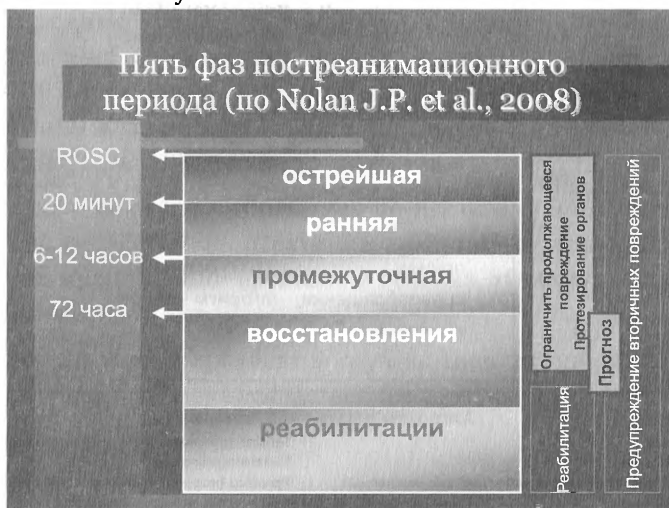 Пять фаз постреанимационного
периода (по Nolan J.P. et al., 2008)
ROSC
острейшая
20 минут
ранняя
6-12 часов
промежуточная
72 часа
восстановления
реабилитации
Ограничить продолжающееся
повреждение
Протезирование органов
Реабилитация
Прогноз
Предупреждение вторичных повреждений